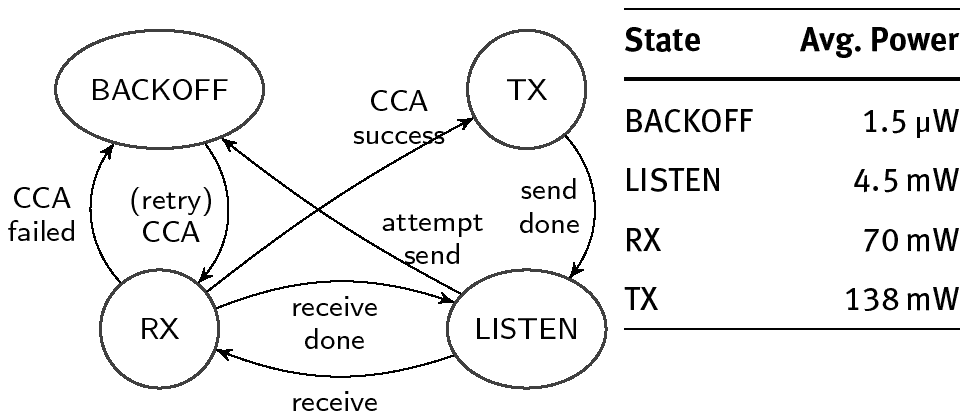 BACKOFF
TX
CCA
success
CCA
failed
(retry)
CCA
attempt
send
send
done
RX
receive
done
LISTEN
receive
State Avg. Power
BACKOFF 1.5 µW
LISTEN 4.5 mW
RX 70 mW
TX 138 mW